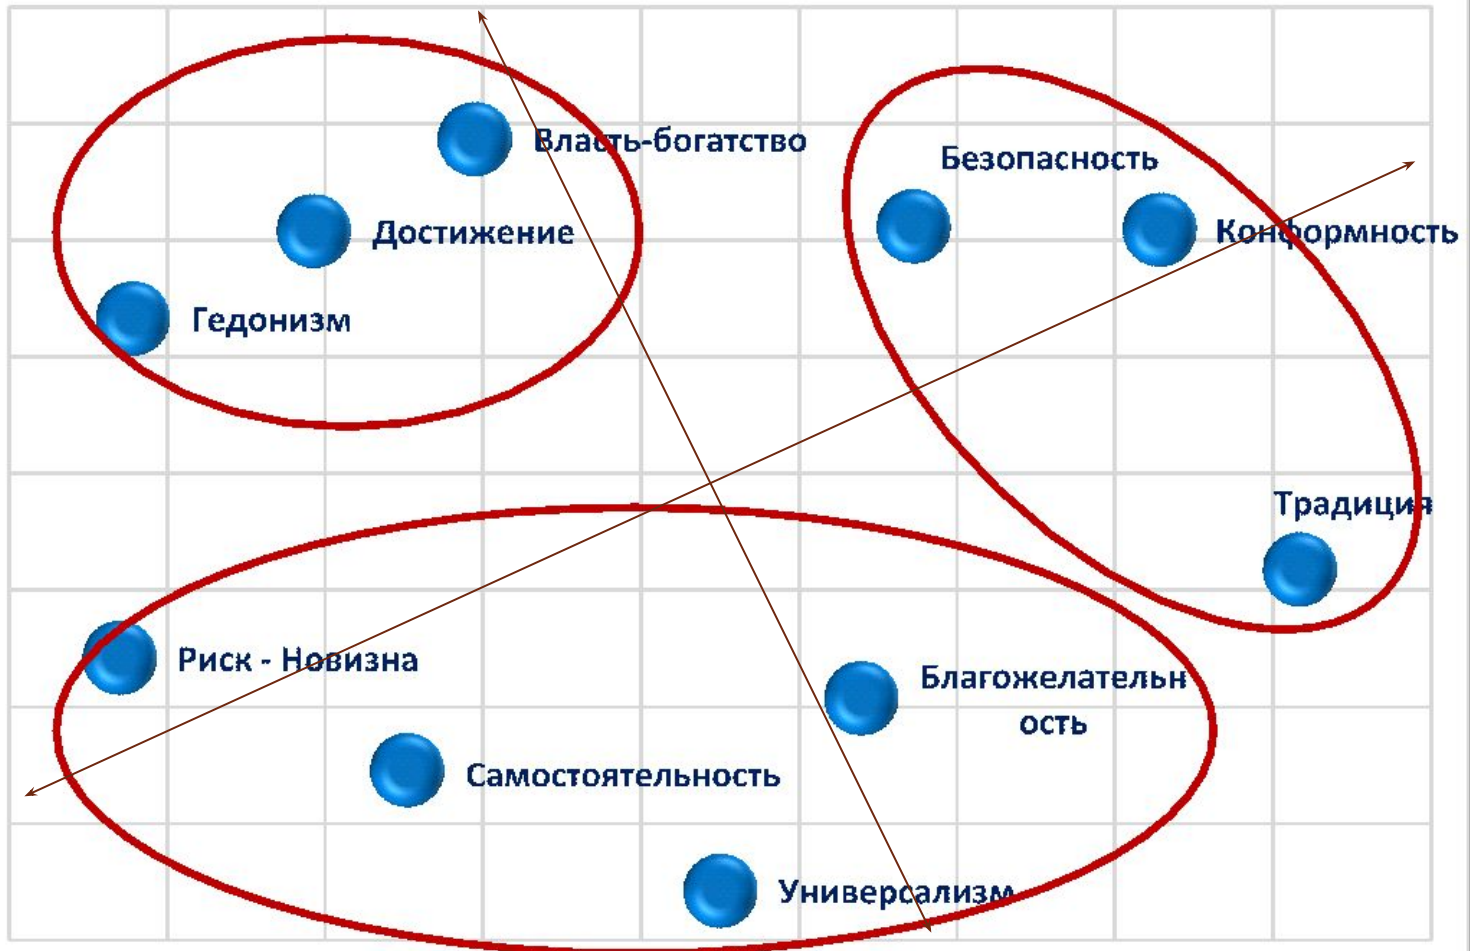 Власть-богатство
Безопасность
Достижение
Конформность
Гедонизм
Традиция
Риск - Новизна
Благожелательн
ость
Самостоятельность
Универсализм